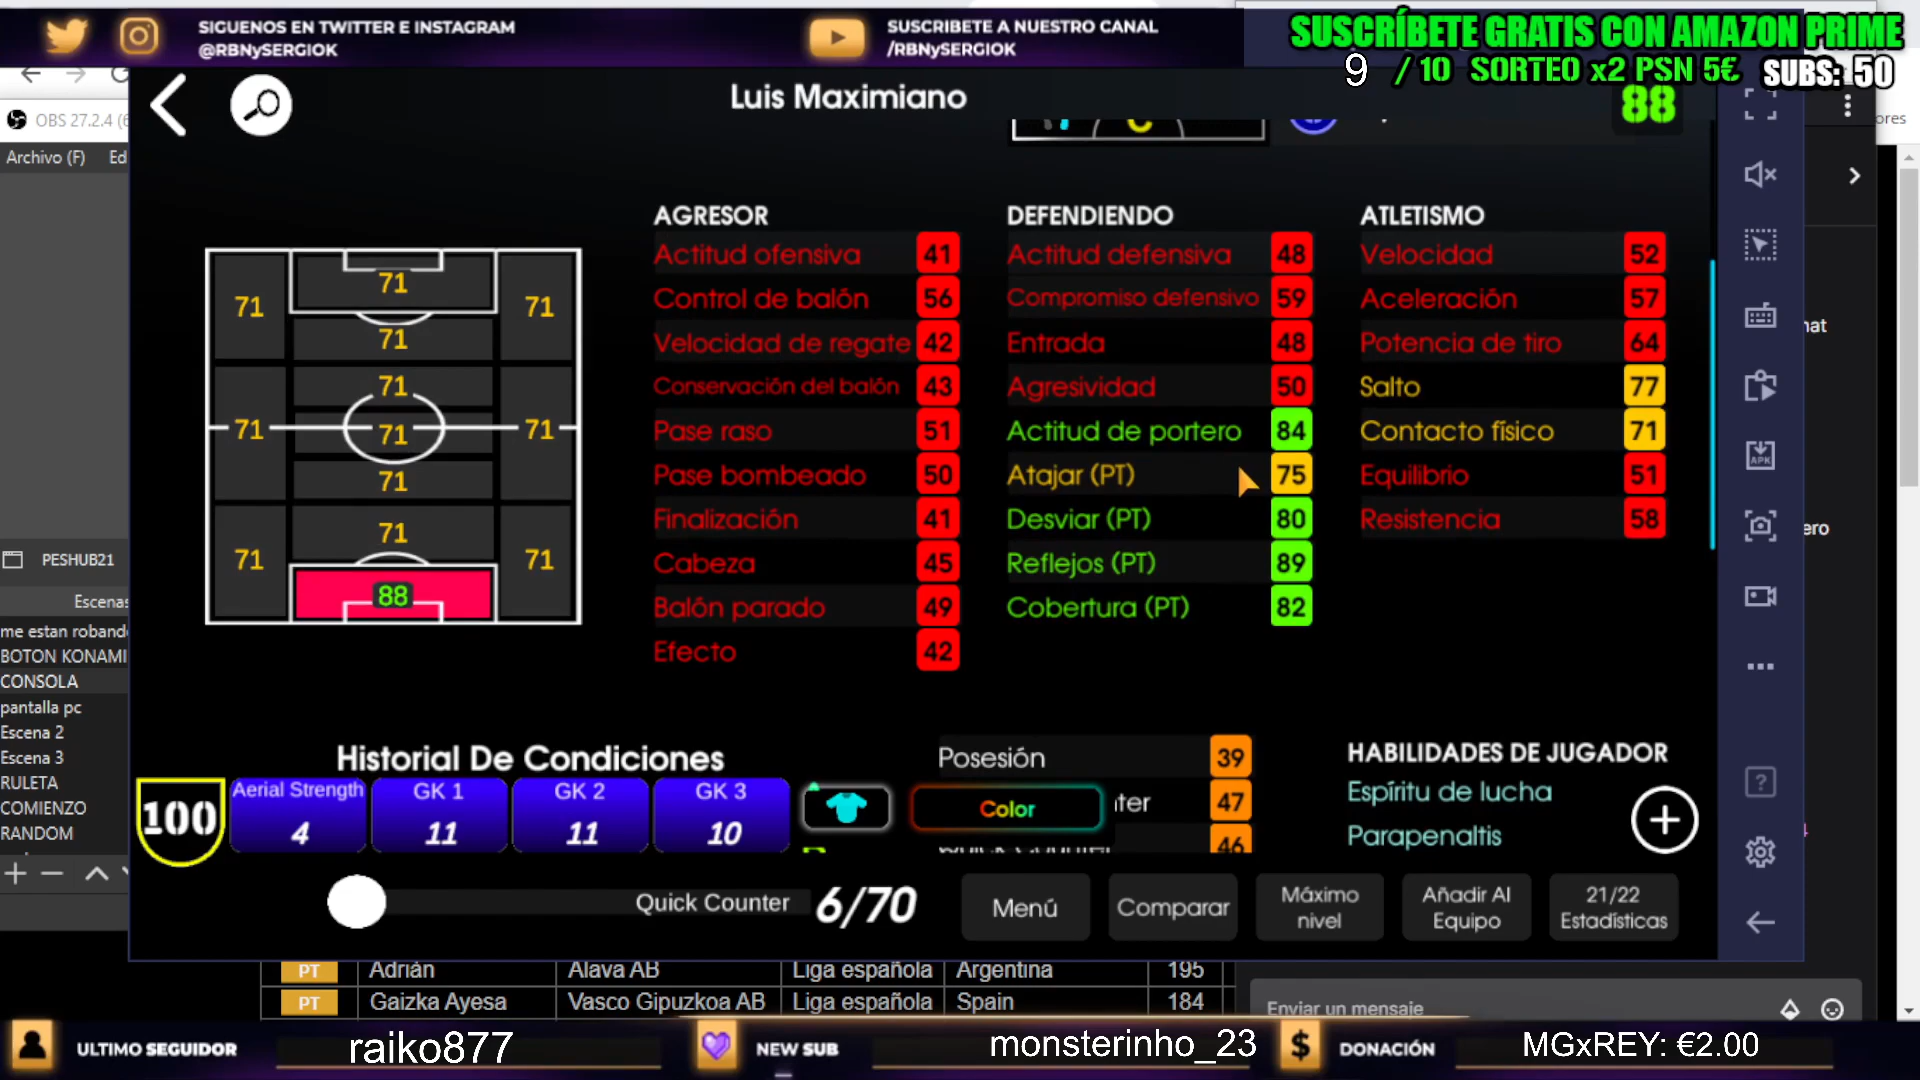 SIGUENOS EN TWITTER E INSTAGRAM
@RBNySERGIOK
SUSCRIBETE A NUESTRO CANAL
/RBNySERGIOK
SUSCRÍBETE GRATIS CON AMAZON PRIME
9 / 10 SORTEO x2 PSN 5€ SUBS: 50
OBS 27.2.4 (6
Archivo (F) Ed
Luis Maximiano
88
ores
AGRESOR
Actitud ofensiva 41
Control de balón 56
Velocidad de regate 42
Conservación del balón 43
Pase raso 51
Pase bombeado 50
Finalización 41
Cabeza 45
Balón parado 49
Efecto 42
DEFENDIENDO
Actitud defensiva 48
Compromiso defensivo 59
Entrada 48
Agresividad 50
Actitud de portero 84
Atajar (PT) 75
Desviar (PT) 80
Reflejos (PT) 89
Cobertura (PT) 82
ATLETISMO
Velocidad 52
Aceleración 57
Potencia de tiro 64
Salto 77
Contacto físico 71
Equilibrio 51
Resistencia 58
71
71 71
71
71
71 71 71
71
71
71 71
88
hat
ero
APK
PESHUB21
Escenas
me estan roband
BOTON KONAMI
CONSOLA
pantalla pc
Escena 2
Escena 3
RULETA
COMIENZO
RANDOM
Historial De Condiciones
100
Aerial Strength 4
GK 1 11
GK 2 11
GK 3 10
Color
Posesión 39
nter 47
Quick Counter 46
HABILIDADES DE JUGADOR
Espíritu de lucha
Parapenaltis
Quick Counter 6/70
Menú
Comparar
Máximo
nivel
Añadir Al
Equipo
21/22
Estadísticas
PT Adrián Alava AB Liga española Argentina 195
PT Gaizka Ayesa Vasco Gipuzkoa AB Liga española Spain 184
Enviar un mensaje
ULTIMO SEGUIDOR raiko877
NEW SUB monsterinho_23
DONACIÓN MGxREY: €2.00